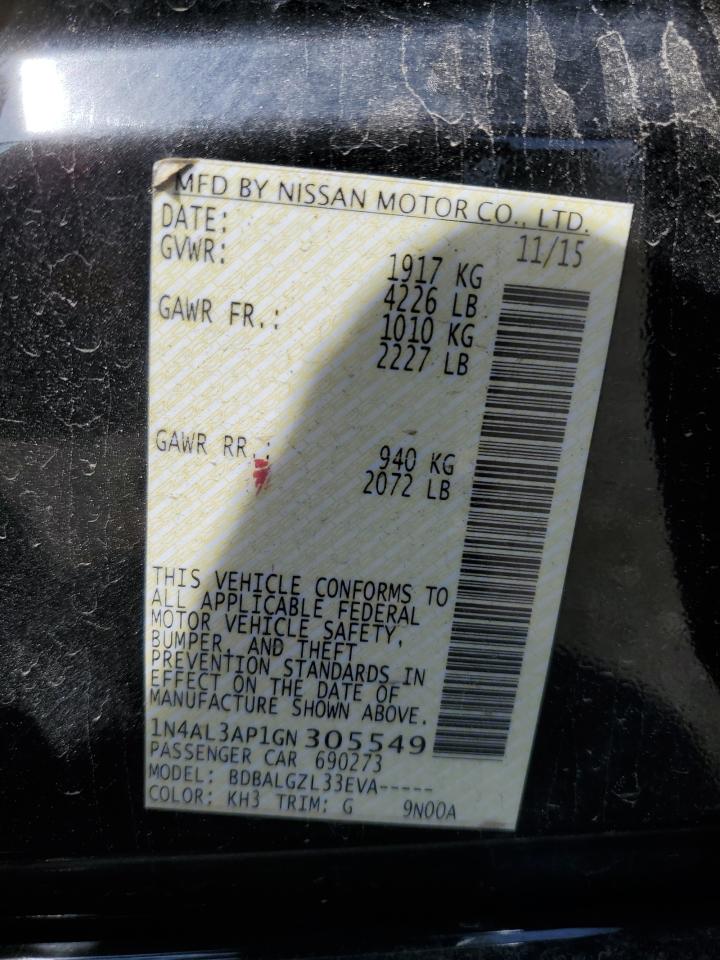 MFD BY NISSAN MOTOR CO., LTD.
DATE: 11/15
GVWR: 1917 KG
4226 LB
GAWR FR.: 1010 KG
2227 LB
GAWR RR.: 940 KG
2072 LB
THIS VEHICLE CONFORMS TO
ALL APPLICABLE FEDERAL
MOTOR VEHICLE SAFETY,
BUMPER, AND THEFT
PREVENTION STANDARDS IN
EFFECT ON THE DATE OF
MANUFACTURE SHOWN ABOVE.
1N4AL3AP1GN305549
PASSENGER CAR 690273
MODEL: BDBALGZL33EVA-----
COLOR: KH3 TRIM: G 9N00A